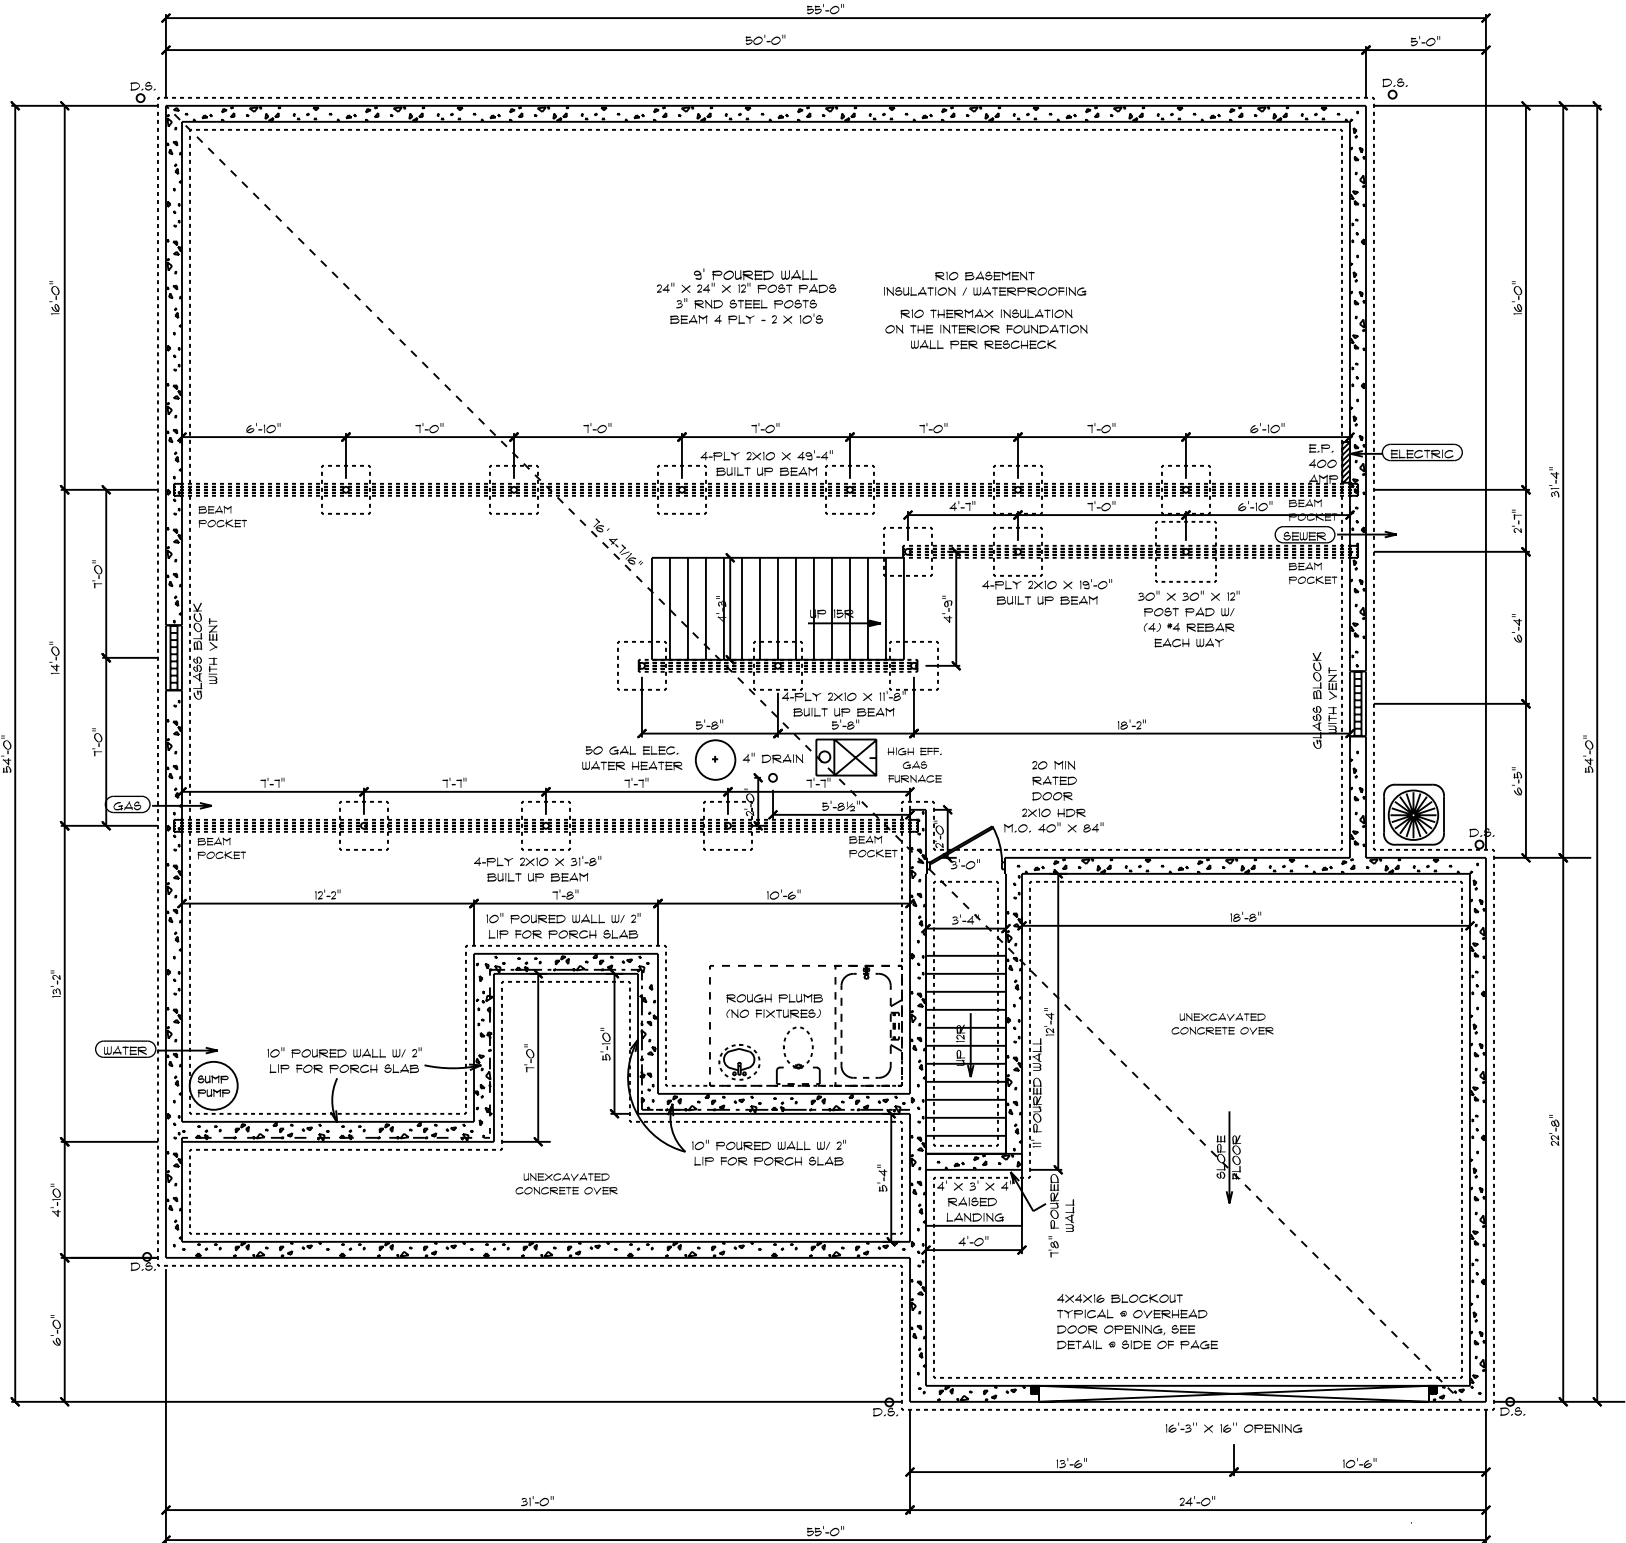 55'-0"
50'-0"
5'-0"
D.S.
D.S.
16'-0"
16'-0"
9' POURED WALL
24" X 24" X 12" POST PADS
3" RND STEEL POSTS
BEAM 4 PLY - 2 X 10'S
R10 BASEMENT
INSULATION / WATERPROOFING
R10 THERMAX INSULATION
ON THE INTERIOR FOUNDATION
WALL PER RESCHECK
6'-10"
7'-0"
7'-0"
7'-0"
7'-0"
7'-0"
6'-10"
4-PLY 2X10 X 49'-4"
BUILT UP BEAM
E.P.
400
AMP
ELECTRIC
31'-4"
BEAM
POCKET
BEAM
POCKET
4'-7"
7'-0"
6'-10"
2'-7"
SEWER
76' 4-7/16"
BEAM
POCKET
7'-0"
4'-3"
UP 15R
4'-9"
4-PLY 2X10 X 19'-0"
BUILT UP BEAM
30" X 30" X 12"
POST PAD W/
(4) #4 REBAR
EACH WAY
6'-4"
14'-0"
GLASS BLOCK
WITH VENT
GLASS BLOCK
WITH VENT
4-PLY 2X10 X 11'-8"
BUILT UP BEAM
5'-8"
5'-8"
18'-2"
54'-0"
7'-0"
54'-0"
50 GAL ELEC.
WATER HEATER
4" DRAIN
HIGH EFF.
GAS
FURNACE
20 MIN
RATED
DOOR
2X10 HDR
M.O. 40" X 84"
6'-5"
7'-7"
7'-7"
7'-7"
7'-7"
GAS
2'-0"
5'-8½"
2'-0"
D.S.
BEAM
POCKET
BEAM
POCKET
3'-0"
4-PLY 2X10 X 31'-8"
BUILT UP BEAM
12'-2"
7'-8"
10'-6"
10" POURED WALL W/ 2"
LIP FOR PORCH SLAB
3'-4"
18'-8"
13'-2"
ROUGH PLUMB
(NO FIXTURES)
UNEXCAVATED
CONCRETE OVER
12'-4"
UP 12R
11' POURED WALL
WATER
10" POURED WALL W/ 2"
LIP FOR PORCH SLAB
7'-0"
5'-10"
SUMP
PUMP
22'-8"
10" POURED WALL W/ 2"
LIP FOR PORCH SLAB
SLOPE
FLOOR
UNEXCAVATED
CONCRETE OVER
5'-4"
4' X 3' X 4"
RAISED
LANDING
7'8" POURED
WALL
4'-10"
4'-0"
D.S.
6'-0"
4X4X16 BLOCKOUT
TYPICAL @ OVERHEAD
DOOR OPENING, SEE
DETAIL @ SIDE OF PAGE
D.S.
D.S.
16'-3" X 16" OPENING
13'-6"
10'-6"
31'-0"
24'-0"
55'-0"